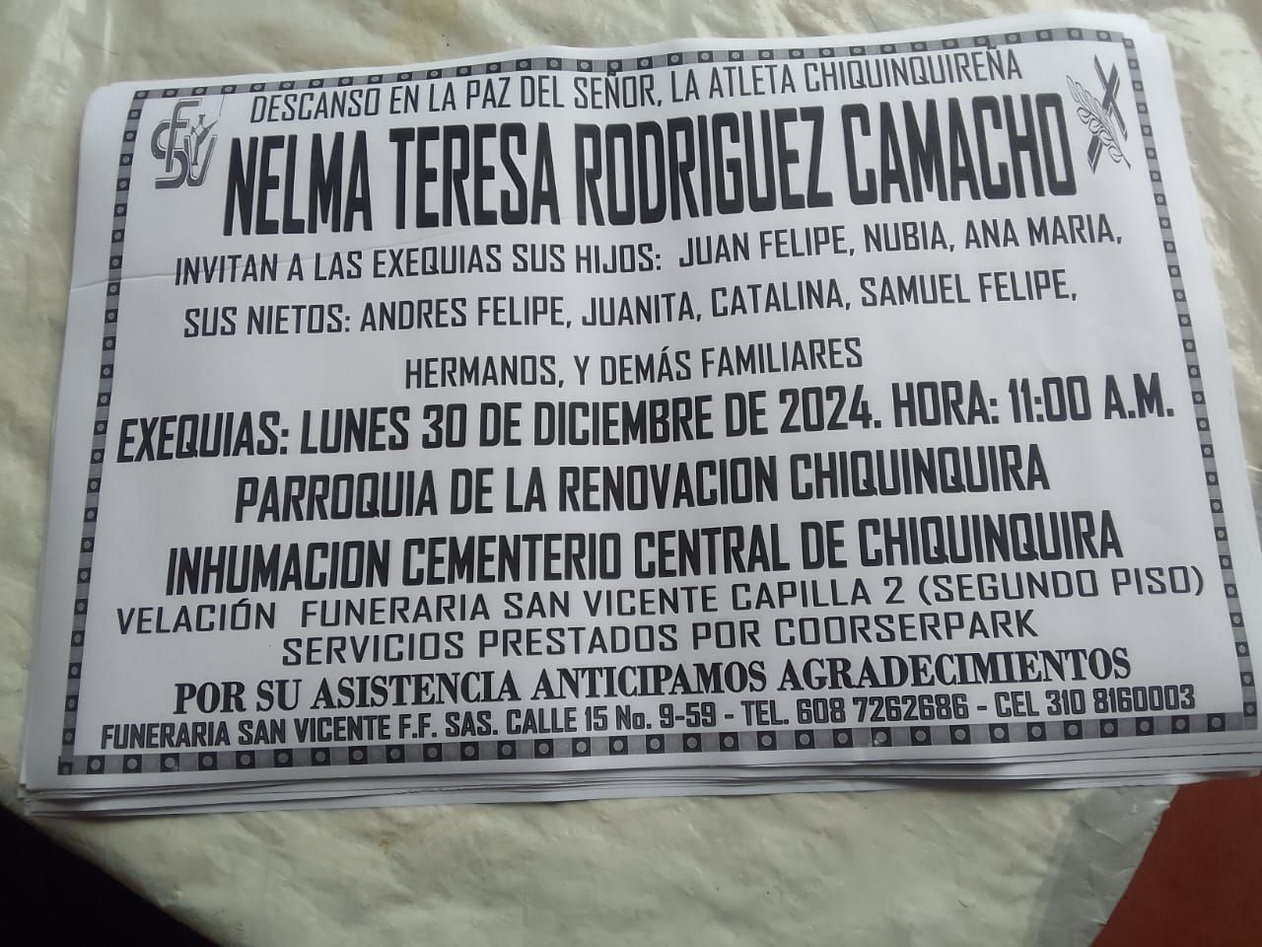 DESCANSO EN LA PAZ DEL SEÑOR, LA ATLETA CHIQUINQUIREÑA
NELMA TERESA RODRIGUEZ CAMACHO
INVITAN A LAS EXEQUIAS SUS HIJOS: JUAN FELIPE, NUBIA, ANA MARIA,
SUS NIETOS: ANDRES FELIPE, JUANITA, CATALINA, SAMUEL FELIPE,
HERMANOS, Y DEMÁS FAMILIARES
EXEQUIAS: LUNES 30 DE DICIEMBRE DE 2024. HORA: 11:00 A.M.
PARROQUIA DE LA RENOVACION CHIQUINQUIRA
INHUMACION CEMENTERIO CENTRAL DE CHIQUINQUIRA
VELACIÓN FUNERARIA SAN VICENTE CAPILLA 2 (SEGUNDO PISO)
SERVICIOS PRESTADOS POR COORSERPARK
POR SU ASISTENCIA ANTICIPAMOS AGRADECIMIENTOS
FUNERARIA SAN VICENTE F.F. SAS. CALLE 15 No. 9-59 - TEL. 608 7262686 - CEL 310 8160003